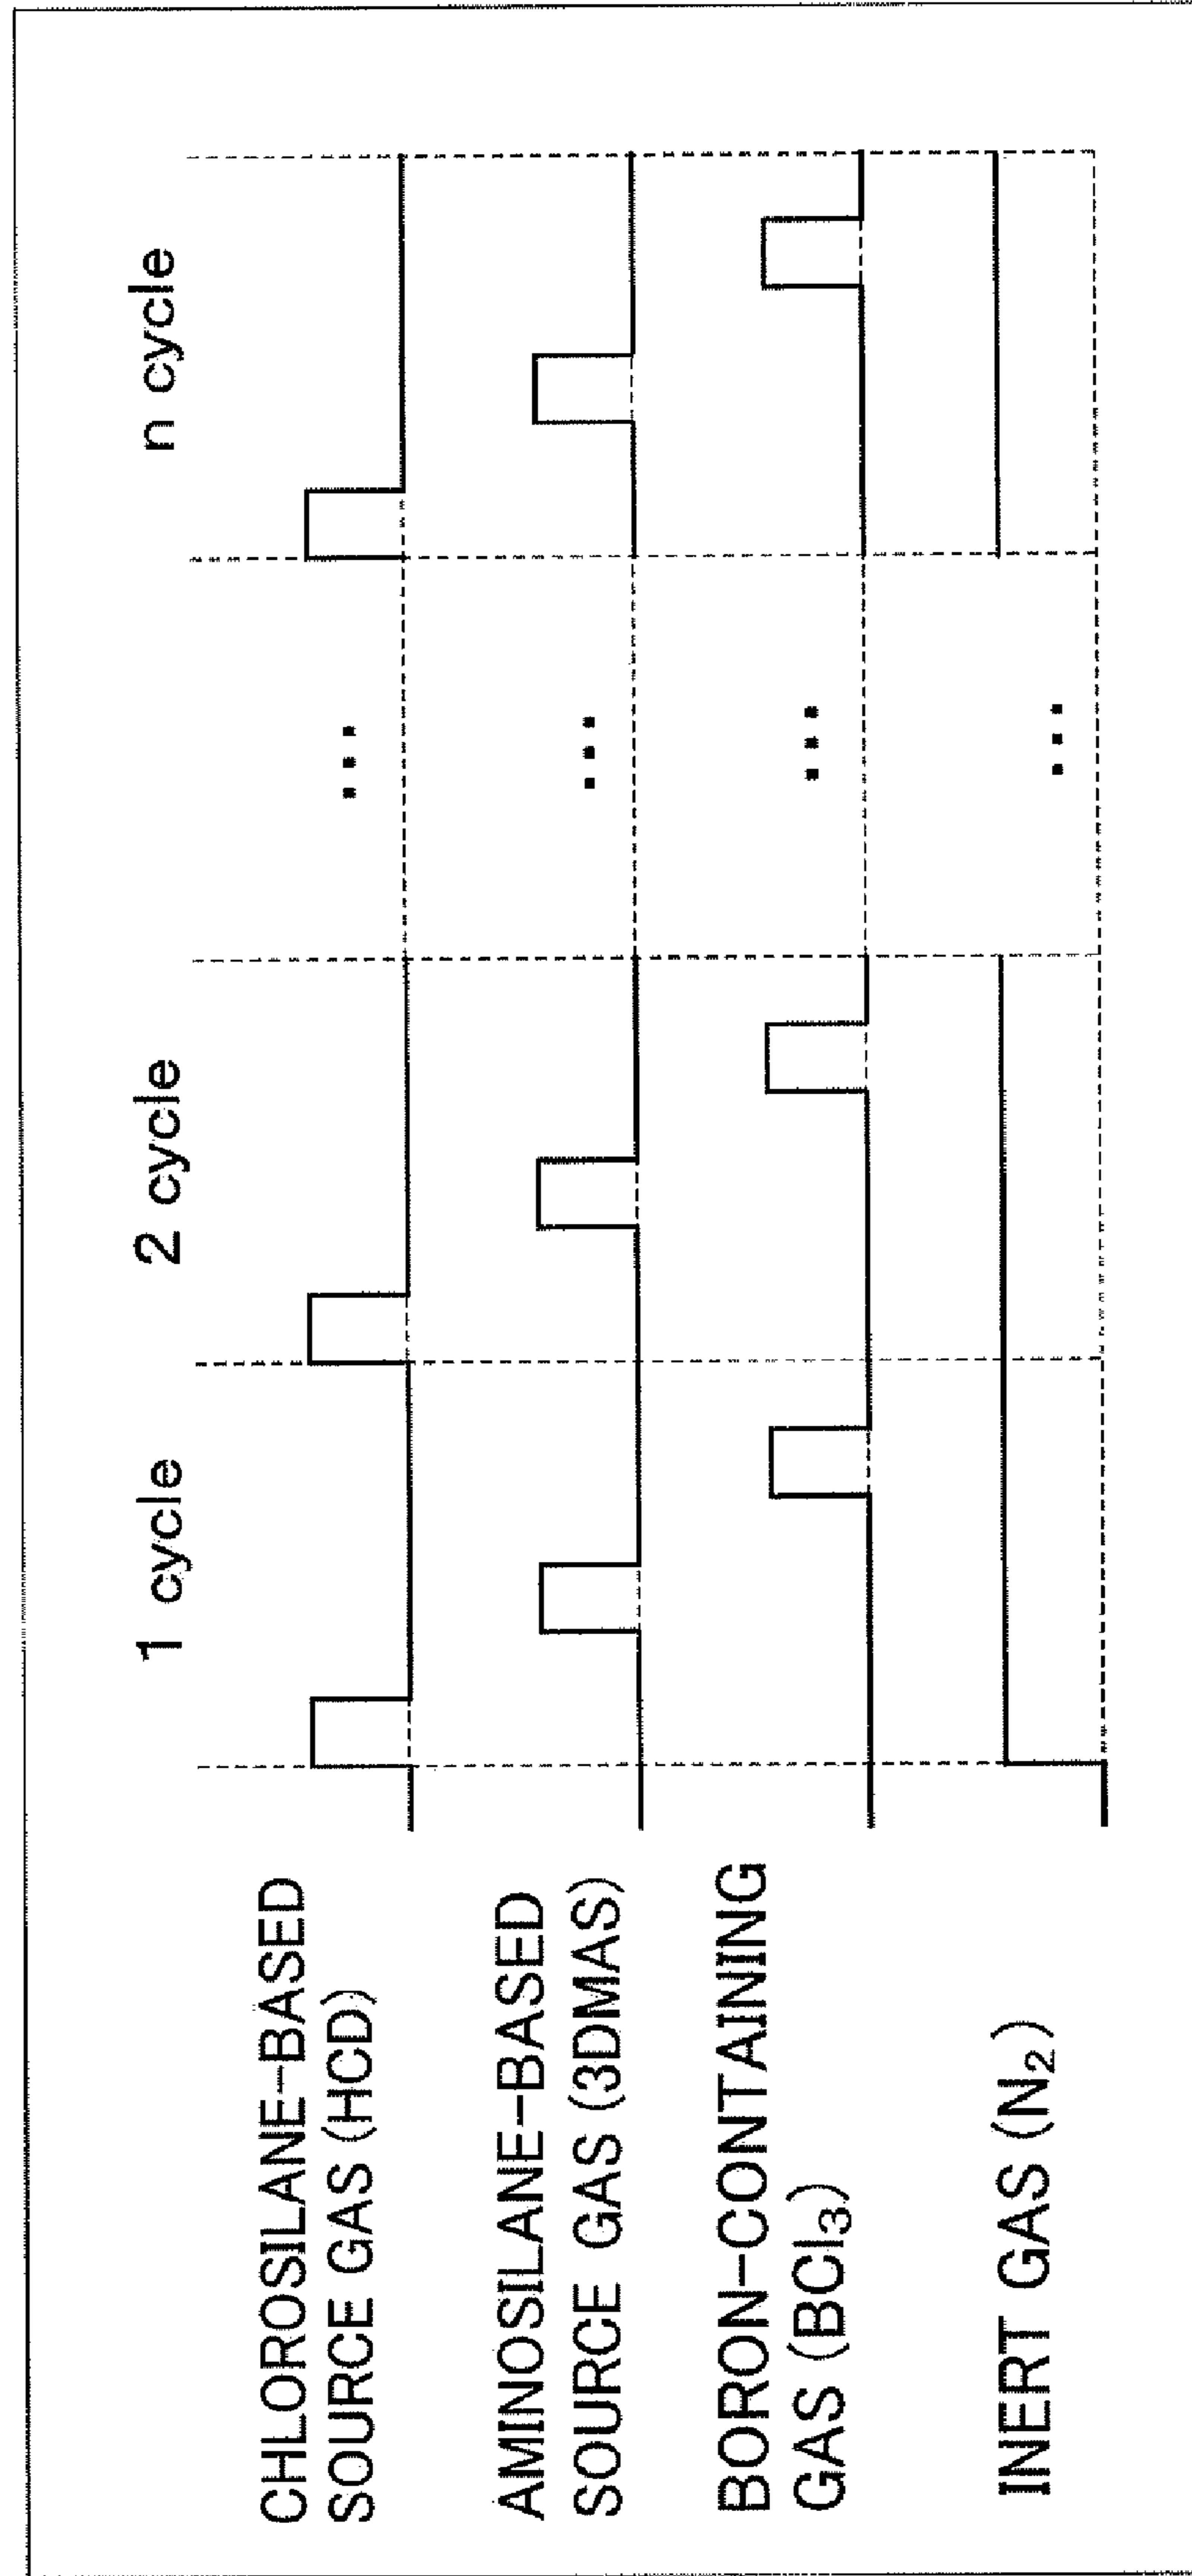 1 cycle
2 cycle
n cycle
CHLOROSILANE-BASED
SOURCE GAS (HCD)
AMINOSILANE-BASED
SOURCE GAS (3DMAS)
BORON-CONTAINING
GAS (BCl₃)
INERT GAS (N₂)